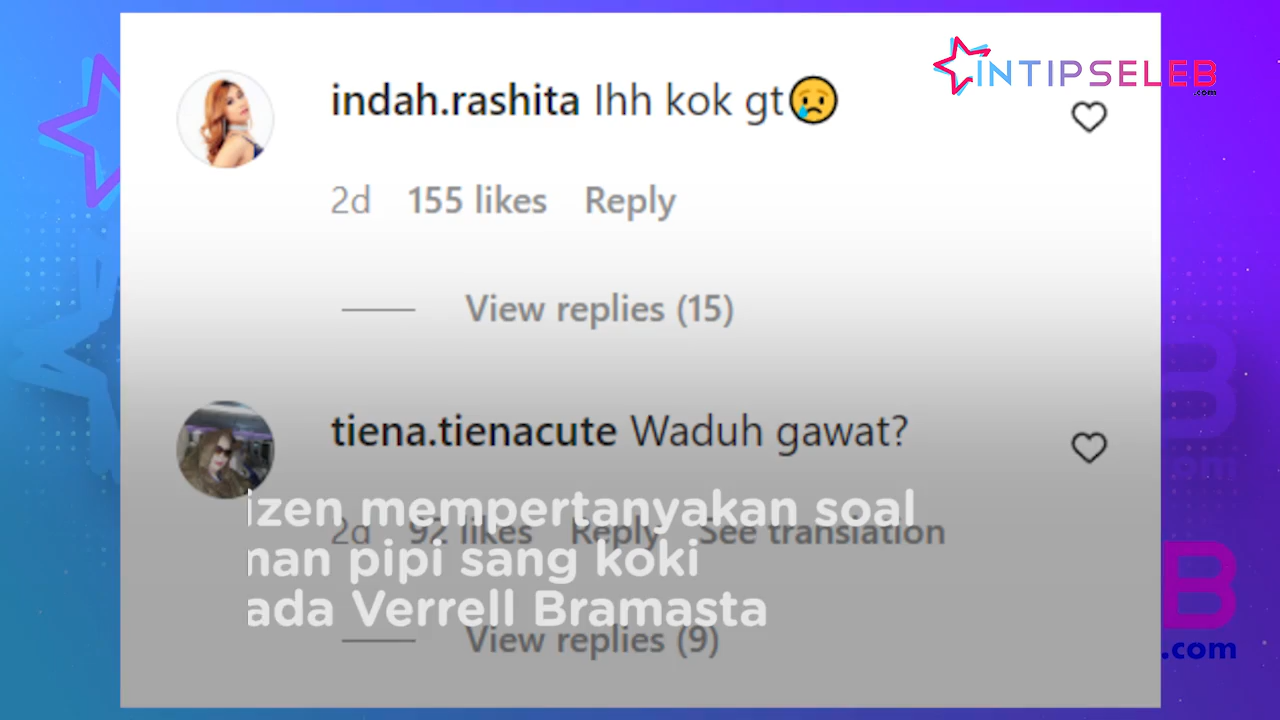 INTIPSELEB
.com
indah.rashita Ihh kok gt😢
2d 155 likes Reply
View replies (15)
tiena.tienacute Waduh gawat?
2d 92 likes Reply See translation
izen mempertanyakan soal
nan pipi sang koki
ada Verrell Bramasta
View replies (9)
B
.com